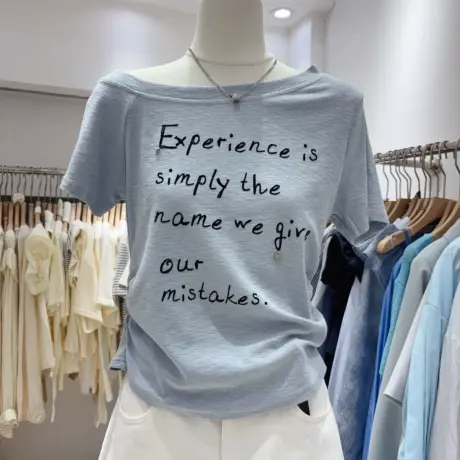 Experience is
simply the
name we give
our
mistakes.